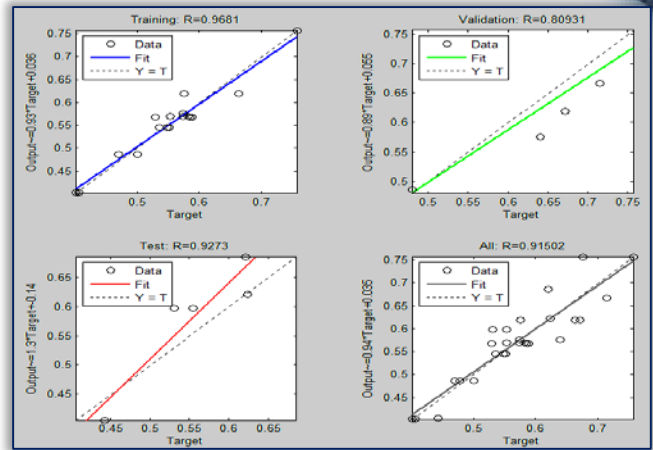 Training: R=0.9681
Output~=0.93*Target+0.036
0.75
0.7
0.65
0.6
0.55
0.5
0.45
Data
Fit
Y = T
0.5
0.6
0.7
Target
Validation: R=0.80931
Output~=0.89*Target+0.055
0.75
0.7
0.65
0.6
0.55
0.5
Data
Fit
Y = T
0.5
0.55
0.6
0.65
0.7
0.75
Target
Test: R=0.9273
Output~=1.3*Target+-0.14
0.65
0.6
0.55
0.5
0.45
Data
Fit
Y = T
0.45
0.5
0.55
0.6
0.65
Target
All: R=0.91502
Output~=0.94*Target+0.035
0.75
0.7
0.65
0.6
0.55
0.5
0.45
Data
Fit
Y = T
0.5
0.6
0.7
Target